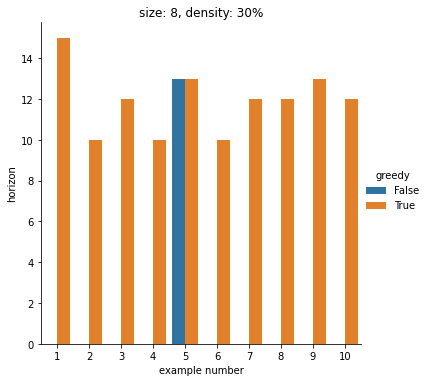 size: 8, density: 30%
14
12
10
8
6
4
2
0
horizon
1 2 3 4 5 6 7 8 9 10
example number
greedy
False
True